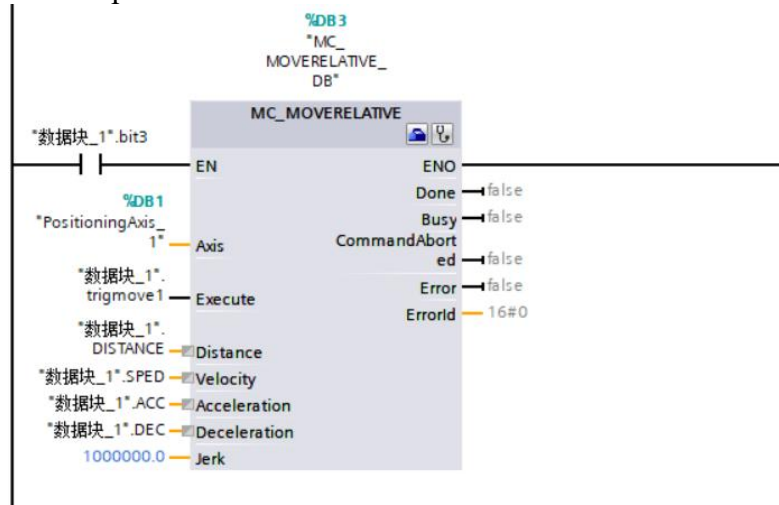 %DB3
"MC_
MOVERELATIVE_
DB"
MC_MOVERELATIVE
"数据块_1".bit3
EN
ENO
%DB1
"PositioningAxis_
1"
Axis
Done
false
Busy
false
CommandAbort
ed
false
"数据块_1".
trigmove1
Execute
Error
false
ErrorId
16#0
"数据块_1".
DISTANCE
Distance
"数据块_1".SPED
Velocity
"数据块_1".ACC
Acceleration
"数据块_1".DEC
Deceleration
1000000.0
Jerk